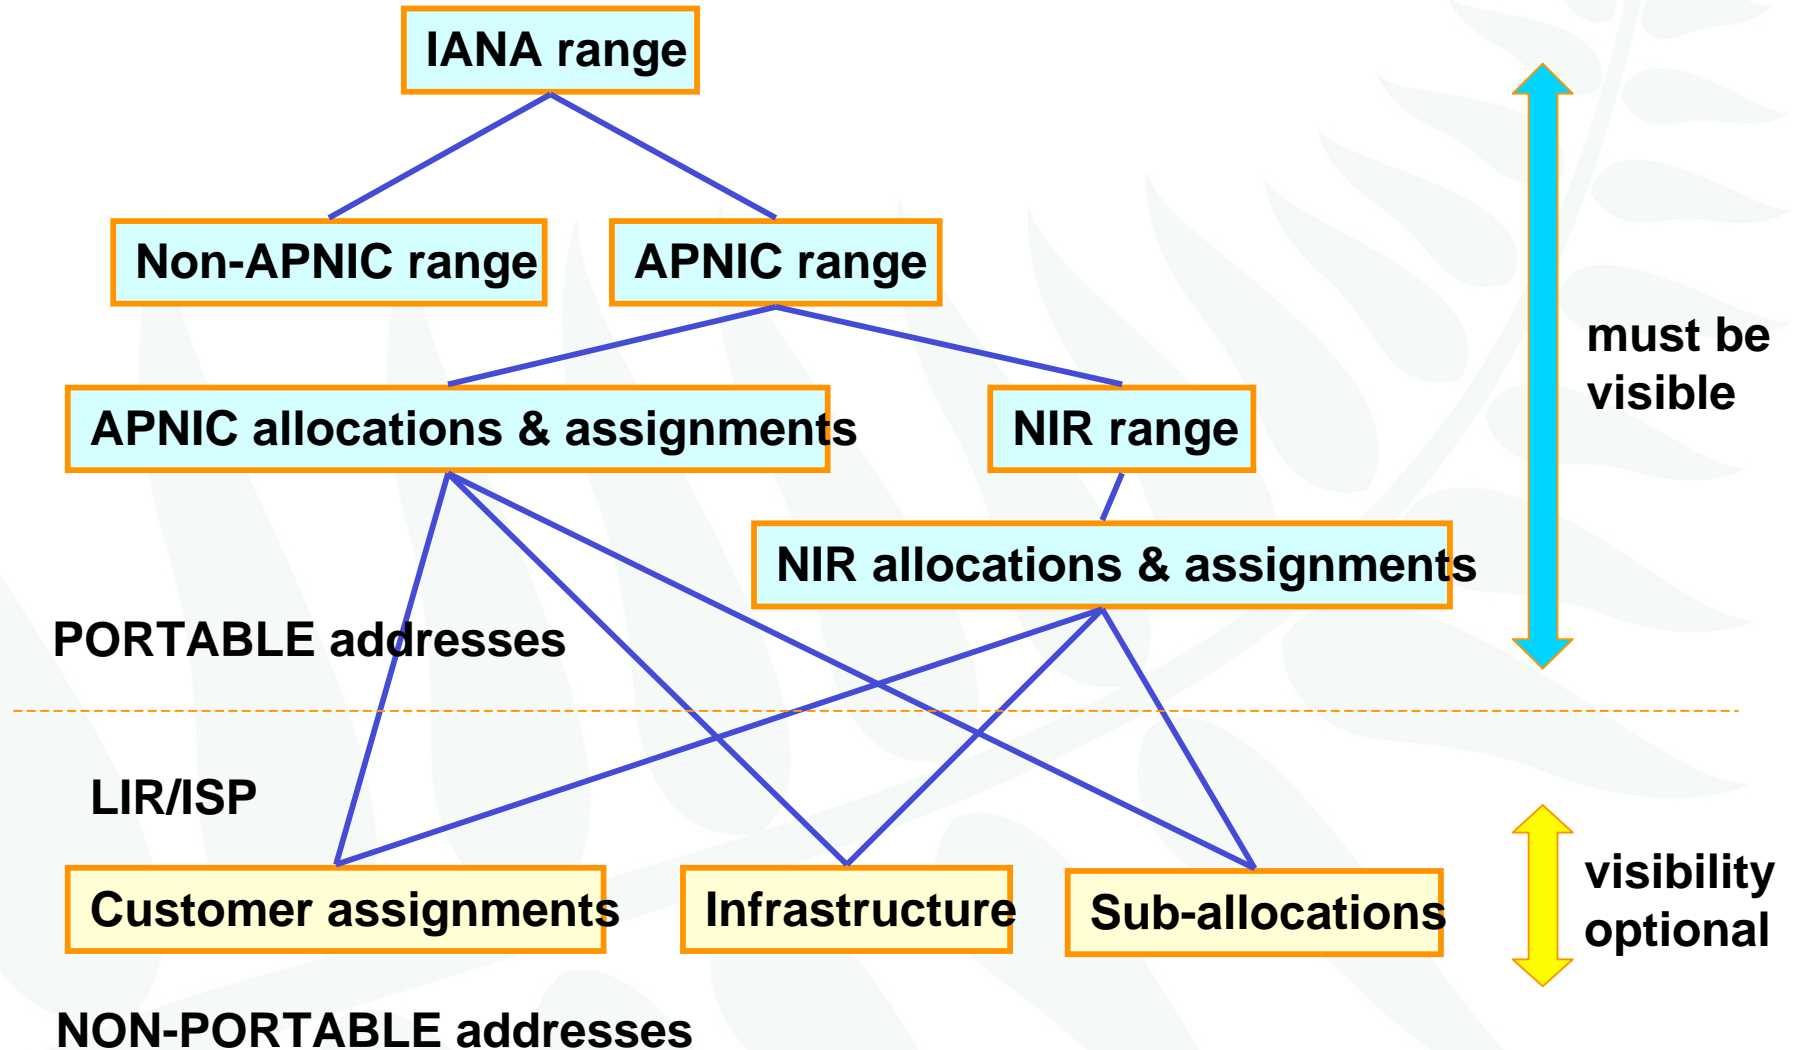 IANA range
Non-APNIC range
APNIC range
must be
visible
APNIC allocations & assignments
NIR range
NIR allocations & assignments
PORTABLE addresses
LIR/ISP
Customer assignments
Infrastructure
Sub-allocations
visibility
optional
NON-PORTABLE addresses